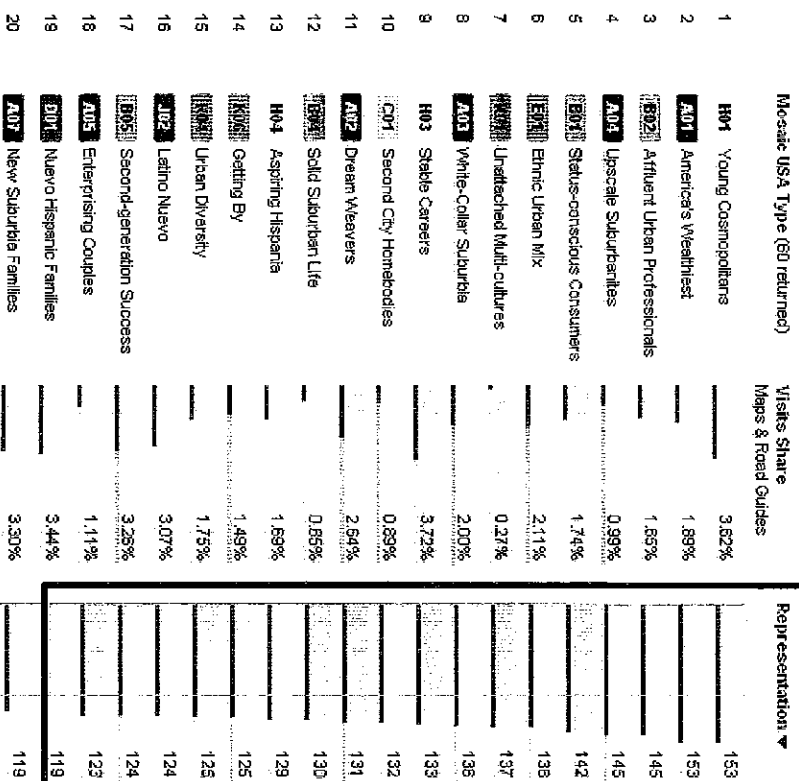 Mosaic USA Type (60 returned) Visits Share Representation ▼
Maps & Road Guides
1 H01 Young Cosmopolitans 3.62% 153
2 A01 America's Wealthiest 1.89% 153
3 B02 Affluent Urban Professionals 1.65% 145
4 A04 Upscale Suburbanites 0.99% 145
5 B01 Status-conscious Consumers 1.74% 142
6 E01 Ethnic Urban Mix 2.11% 138
7 Unattached Multi-cultures 0.27% 137
8 A03 White-Collar Suburbia 2.00% 136
9 H03 Stable Careers 3.73% 133
10 C01 Second City Homebodies 0.89% 132
11 A02 Dream Weavers 2.64% 131
12 Solid Suburban Life 0.85% 130
13 H04 Aspiring Hispania 1.69% 129
14 K06 Getting By 1.49% 125
15 Urban Diversity 1.75% 125
16 J02 Latino Nuevo 3.07% 124
17 B05 Second-generation Success 3.26% 124
18 A05 Enterprising Couples 1.11% 123
19 D01 Nuevo Hispanic Families 3.44% 119
20 A07 New Suburbia Families 3.30% 119